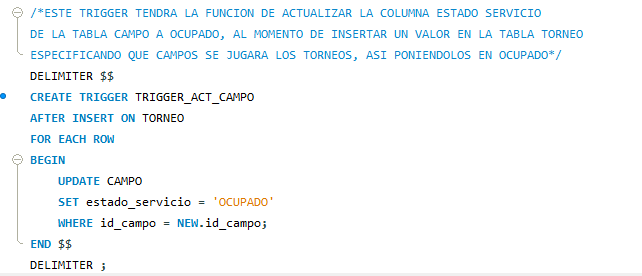 /*ESTE TRIGGER TENDRA LA FUNCION DE ACTUALIZAR LA COLUMNA ESTADO SERVICIO
DE LA TABLA CAMPO A OCUPADO, AL MOMENTO DE INSERTAR UN VALOR EN LA TABLA TORNEO
ESPECIFICANDO QUE CAMPOS SE JUGARA LOS TORNEOS, ASI PONIENDOLOS EN OCUPADO*/
DELIMITER $$
CREATE TRIGGER TRIGGER_ACT_CAMPO
AFTER INSERT ON TORNEO
FOR EACH ROW
BEGIN
    UPDATE CAMPO
    SET estado_servicio = 'OCUPADO'
    WHERE id_campo = NEW.id_campo;
END $$
DELIMITER ;